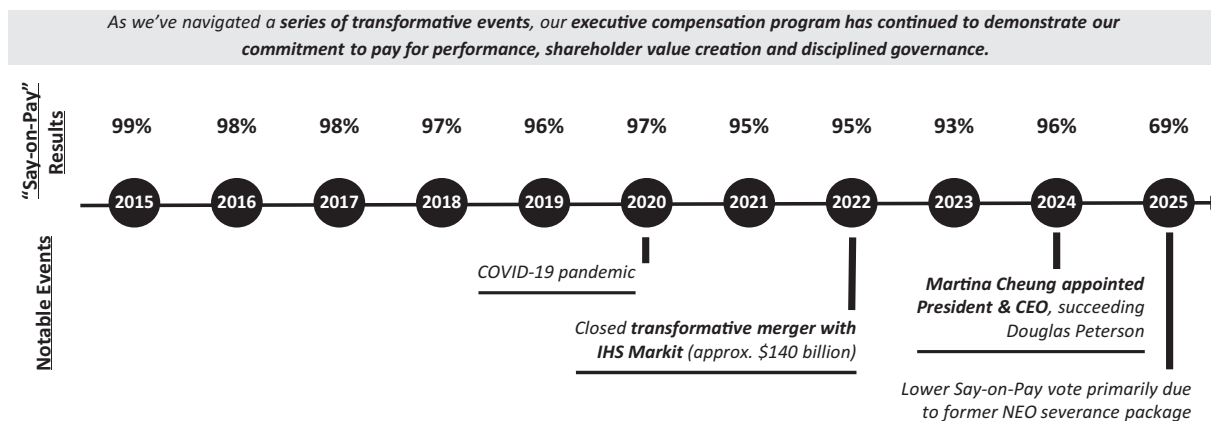 As we've navigated a series of transformative events, our executive compensation program has continued to demonstrate our
commitment to pay for performance, shareholder value creation and disciplined governance.
"Say-on-Pay"
Results
99% 98% 98% 97% 96% 97% 95% 95% 93% 96% 69%
2015 2016 2017 2018 2019 2020 2021 2022 2023 2024 2025
Notable Events
COVID-19 pandemic
Closed transformative merger with
IHS Markit (approx. $140 billion)
Martina Cheung appointed
President & CEO, succeeding
Douglas Peterson
Lower Say-on-Pay vote primarily due
to former NEO severance package